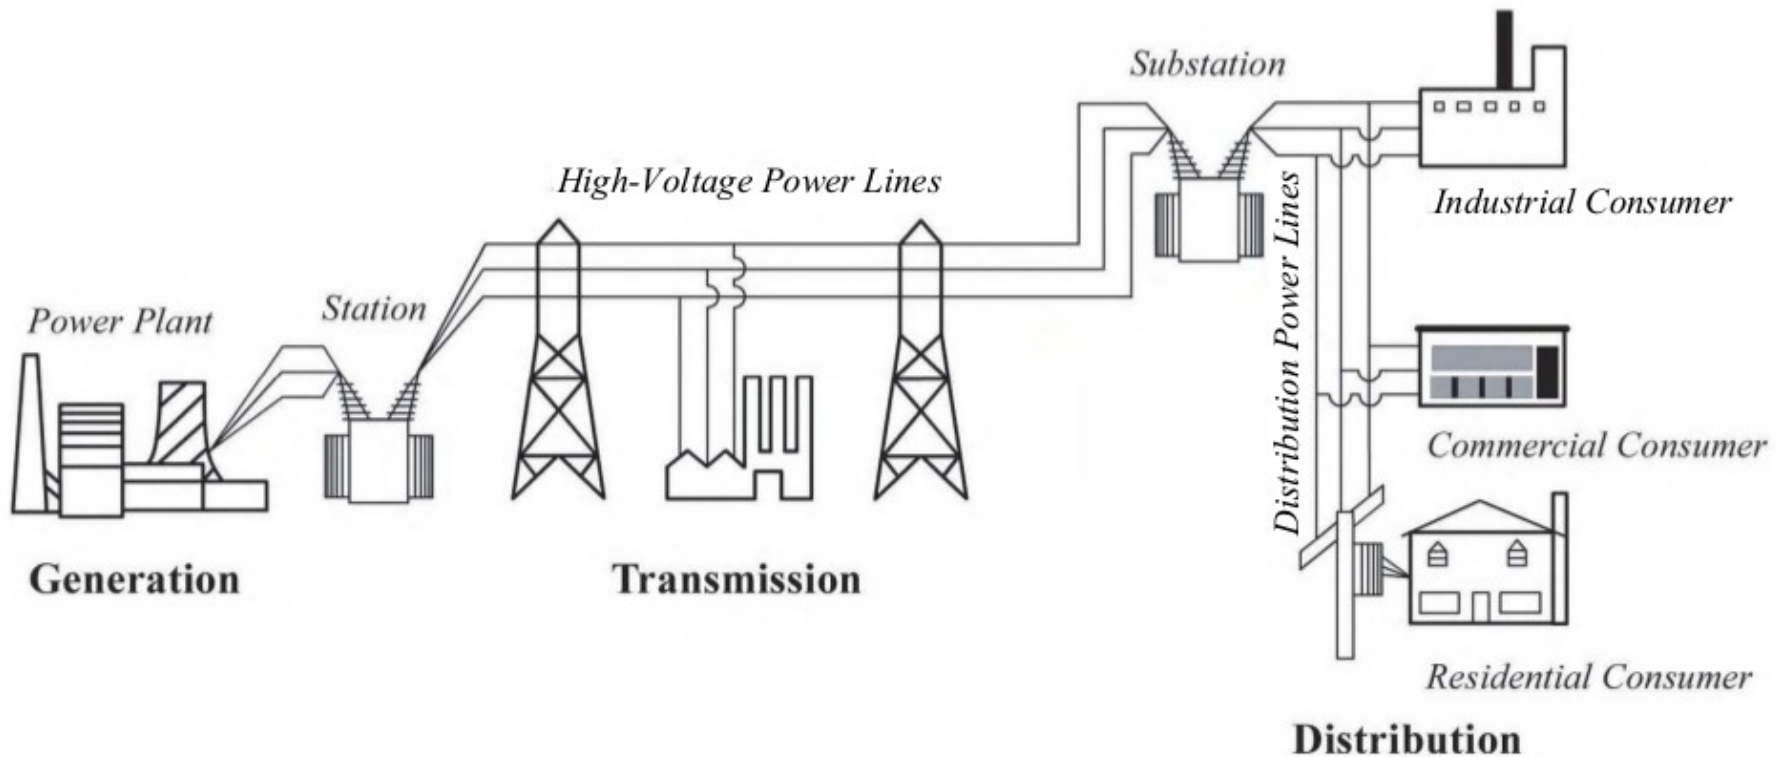 Substation
High-Voltage Power Lines
Industrial Consumer
Distribution Power Lines
Station
Power Plant
Commercial Consumer
Generation
Transmission
Residential Consumer
Distribution